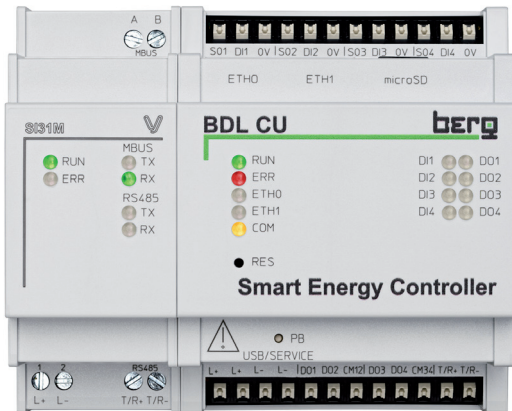 A B
MBUS
S01 DI1 0V S02 DI2 0V S03 DI3 0V S04 DI4 0V
ETH0 ETH1 microSD
SI31M
RUN
ERR
MBUS
TX
RX
RS485
TX
RX
BDL CU
berg
RUN
ERR
ETH0
ETH1
COM
RES
DI1 DO1
DI2 DO2
DI3 DO3
DI4 DO4
Smart Energy Controller
PB
USB/SERVICE
1 2 RS485
L+ L- T/R+ T/R-
L+ L+ L- L- DO1 DO2 CM12 DO3 DO4 CM34 T/R+ T/R-